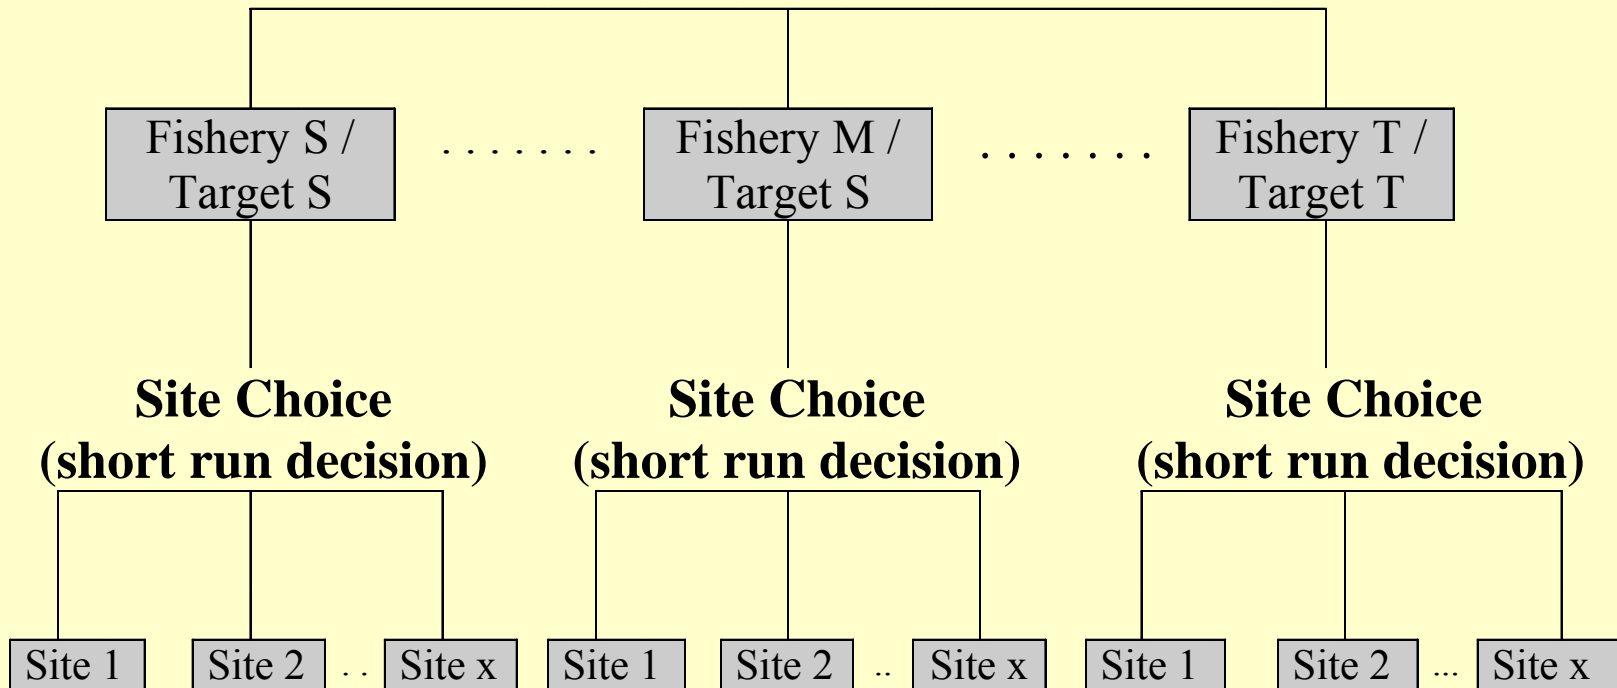 Fishery S / . . . . . . . Fishery M / . . . . . . . Fishery T /
Target S Target S Target T
Site Choice Site Choice Site Choice
(short run decision) (short run decision) (short run decision)
Site 1 Site 2 . . Site x Site 1 Site 2 .. Site x Site 1 Site 2 ... Site x